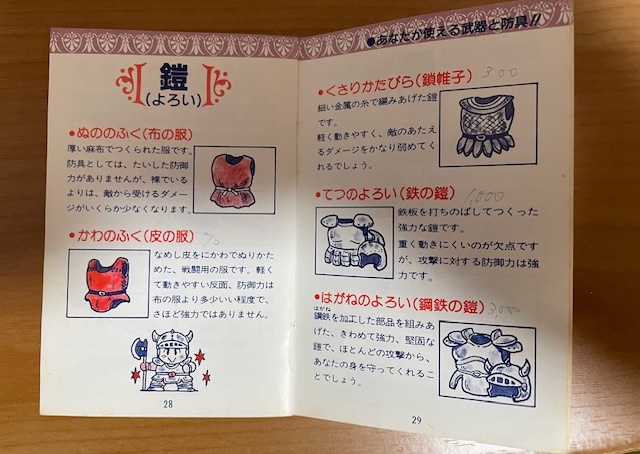 鎧
(よろい)
●ぬののふく(布の服)
厚い麻布でつくられた服です。
防具としては、たいした防御
力がありませんが、裸でいる
よりは、敵から受けるダメー
ジがいくらか少なくなります。
●かわのふく(皮の服)
なめし皮をにかわでぬりかた
めた、戦闘用の服です。軽く
て動きやすい反面、防御力は
布の服より多少いい程度で、
さほど強力ではありません。
28
●あなたが使える武器と防具!!
●くさりかたびら(鎖帷子) 300
細い金属の糸で編みあげた鎧
です。
軽く動きやすく、敵のあたえ
るダメージをかなり弱めてく
れるでしょう。
●てつのよろい(鉄の鎧) 1,000
鉄板を打ちのばしてつくった
強力な鎧です。
重く動きにくいのが欠点です
が、攻撃に対する防御力は強
力です。
●はがねのよろい(鋼鉄の鎧) 3,000
はがね
鋼鉄を加工した部品を組みあ
げた、きわめて強力、堅固な
鎧で、ほとんどの攻撃から、
あなたの身を守ってくれるこ
とでしょう。
29